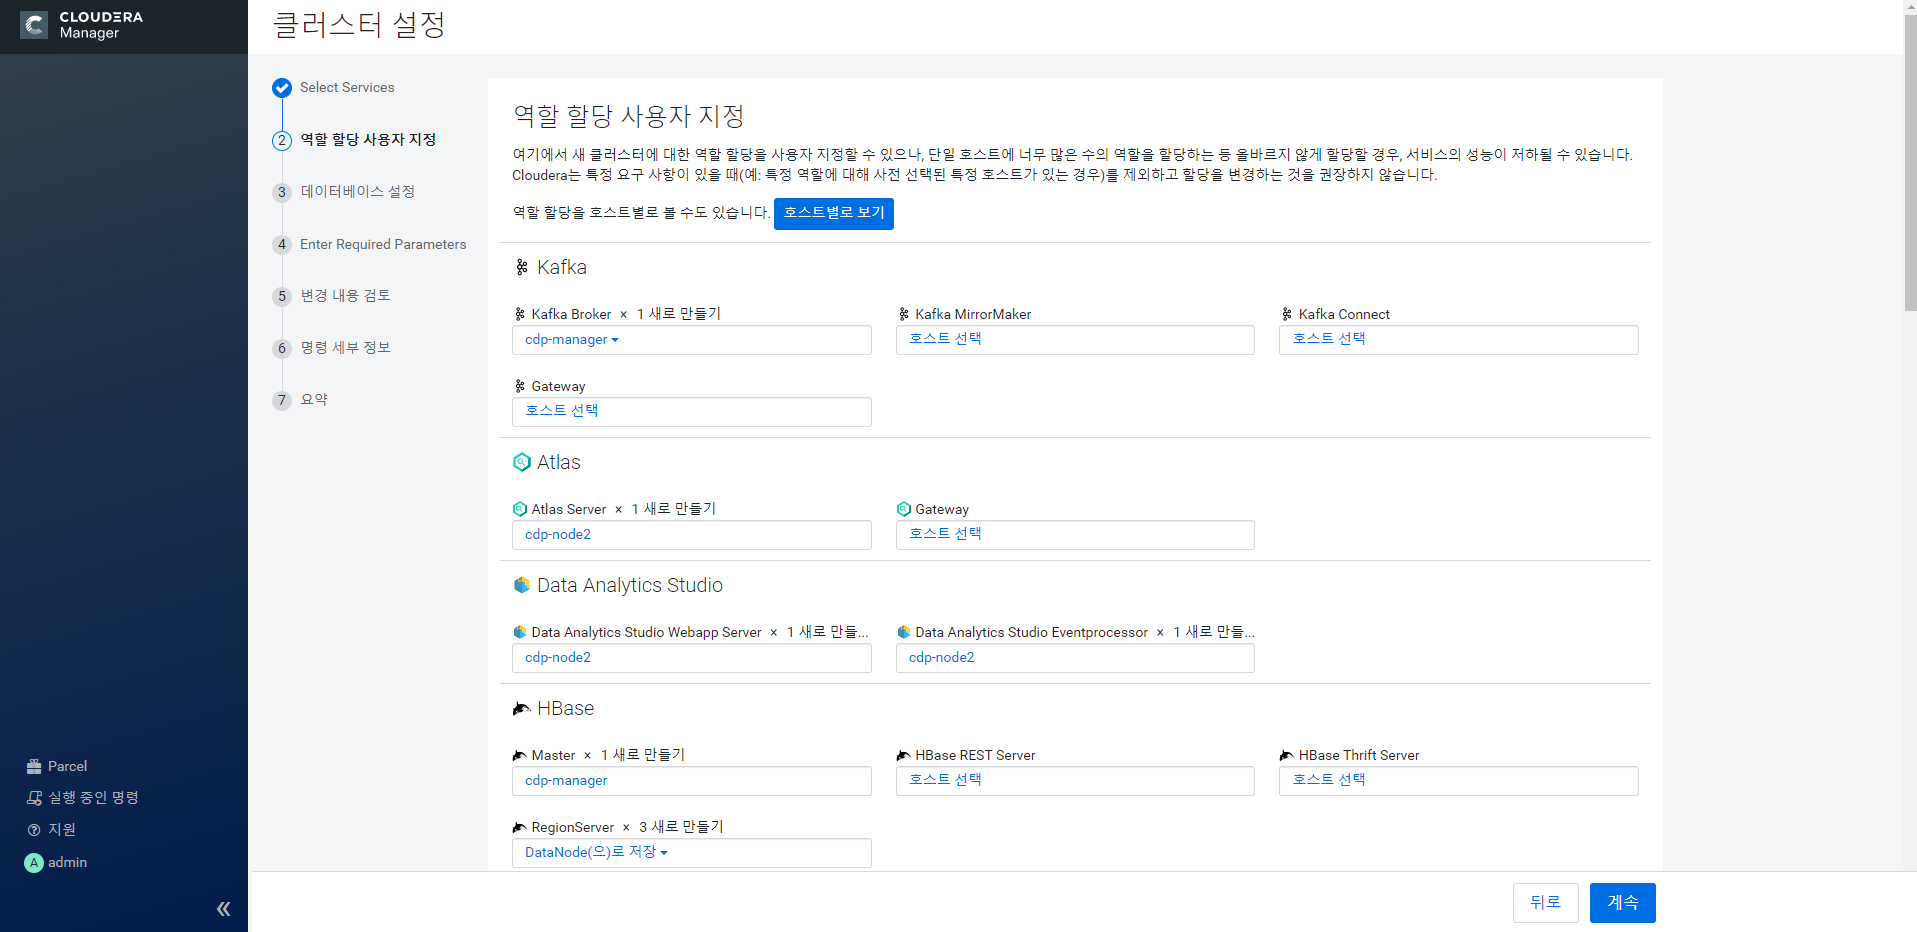 CLOUDERA
Manager
클러스터 설정
Select Services
2 역할 할당 사용자 지정
3 데이터베이스 설정
4 Enter Required Parameters
5 변경 내용 검토
6 명령 세부 정보
7 요약
Parcel
실행 중인 명령
지원
A admin
역할 할당 사용자 지정
여기에서 새 클러스터에 대한 역할 할당을 사용자 지정할 수 있으나, 단일 호스트에 너무 많은 수의 역할을 할당하는 등 올바르지 않게 할당할 경우, 서비스의 성능이 저하될 수 있습니다.
Cloudera는 특정 요구 사항이 있을 때(예: 특정 역할에 대해 사전 선택된 특정 호스트가 있는 경우)를 제외하고 할당을 변경하는 것을 권장하지 않습니다.
역할 할당을 호스트별로 볼 수도 있습니다. 호스트별로 보기
Kafka
Kafka Broker × 1 새로 만들기 Kafka MirrorMaker Kafka Connect
cdp-manager 호스트 선택 호스트 선택
Gateway
호스트 선택
Atlas
Atlas Server × 1 새로 만들기 Gateway
cdp-node2 호스트 선택
Data Analytics Studio
Data Analytics Studio Webapp Server × 1 새로 만들... Data Analytics Studio Eventprocessor × 1 새로 만들...
cdp-node2 cdp-node2
HBase
Master × 1 새로 만들기 HBase REST Server HBase Thrift Server
cdp-manager 호스트 선택 호스트 선택
RegionServer × 3 새로 만들기
DataNode(으)로 저장
뒤로 계속